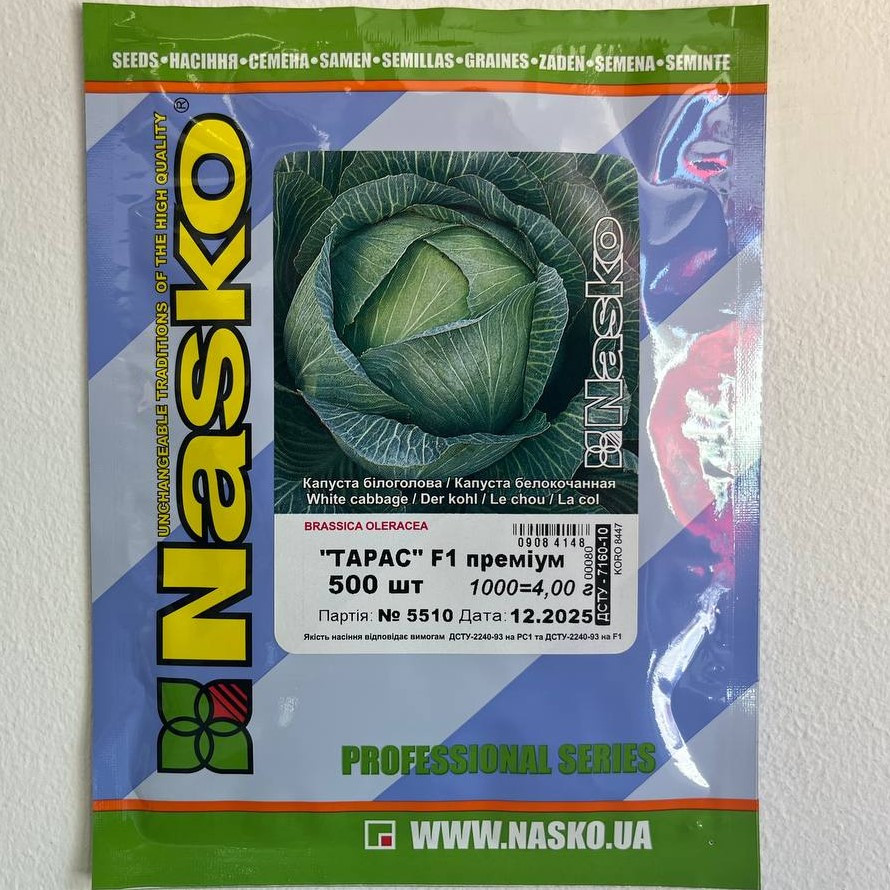 SEEDS•НАСІННЯ•СЕМЕНА•SAMEN•SEMILLAS•GRAINES•ZADEN•SEMENA•SEMINTE
UNCHANGEABLE TRADITIONS OF THE HIGH QUALITY
Nasko®
Nasko
Капуста білоголова / Капуста белокочанная
White cabbage / Der kohl / Le chou / La col
BRASSICA OLERACEA
0908 4148
"ТАРАС" F1 преміум
500 шт 1000=4,00 г
Партія: № 5510 Дата: 12.2025
00080
ДСТУ - 7160-10
KORO 8447
Якість насіння відповідає вимогам ДСТУ-2240-93 на РС1 та ДСТУ-2240-93 на F1
PROFESSIONAL SERIES
WWW.NASKO.UA